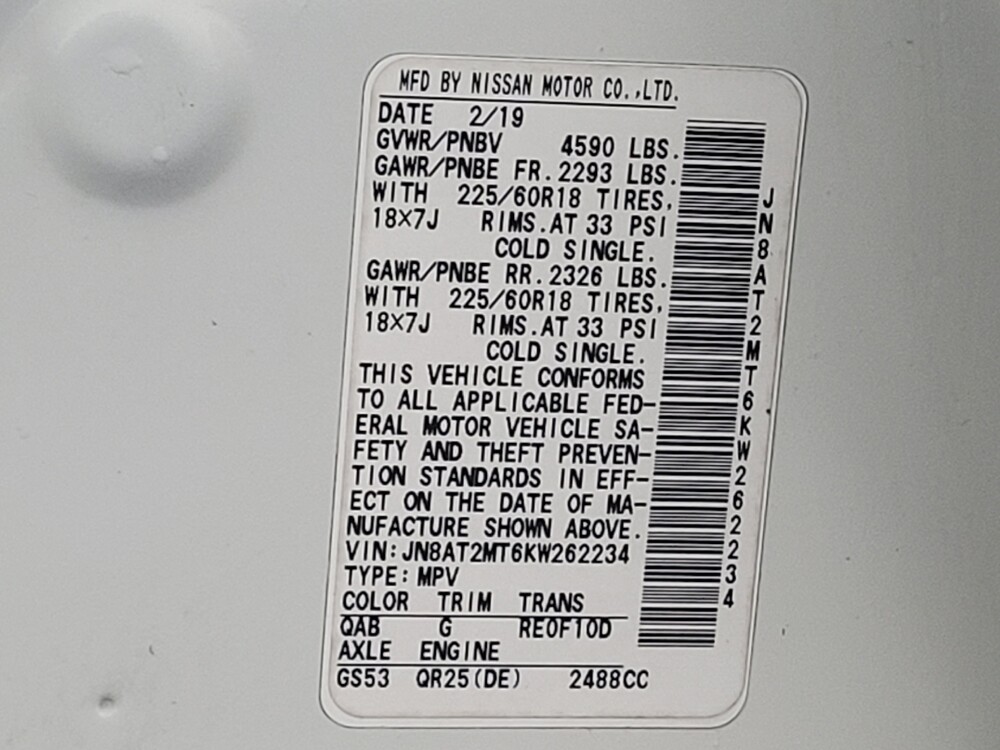 MFD BY NISSAN MOTOR CO.,LTD.
DATE 2/19
GVWR/PNBV 4590 LBS.
GAWR/PNBE FR. 2293 LBS.
WITH 225/60R18 TIRES,
18X7J RIMS.AT 33 PSI
COLD SINGLE.
GAWR/PNBE RR. 2326 LBS.
WITH 225/60R18 TIRES,
18X7J RIMS.AT 33 PSI
COLD SINGLE.
THIS VEHICLE CONFORMS
TO ALL APPLICABLE FED-
ERAL MOTOR VEHICLE SA-
FETY AND THEFT PREVEN-
TION STANDARDS IN EFF-
ECT ON THE DATE OF MA-
NUFACTURE SHOWN ABOVE.
VIN:JN8AT2MT6KW262234
TYPE:MPV
COLOR TRIM TRANS
QAB G RE0F10D
AXLE ENGINE
GS53 QR25(DE) 2488CC
JN8AT2MT6KW262234